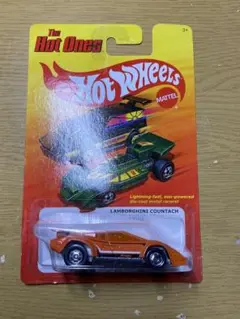 The
Hot Ones
3+
Hot Wheels
MATTEL
Lightning fast, non-powered
die-cast metal racers!
LAMBORGHINI COUNTACH